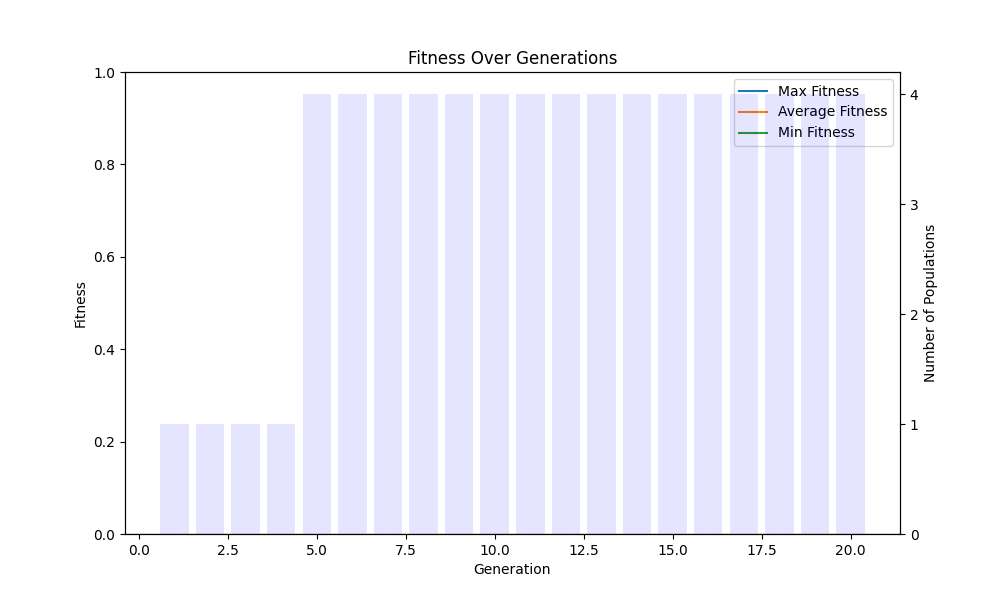 Fitness Over Generations
Max Fitness
Average Fitness
Min Fitness
1.0
0.8
0.6
0.4
0.2
0.0
Fitness
4
3
2
1
0
Number of Populations
0.0 2.5 5.0 7.5 10.0 12.5 15.0 17.5 20.0
Generation